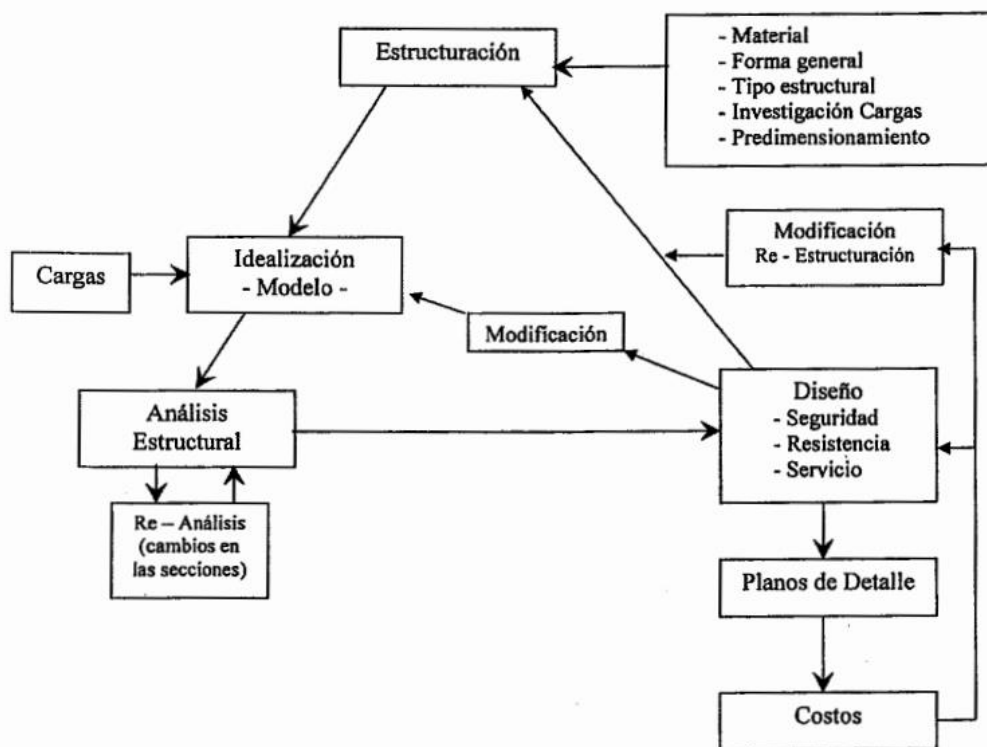 Estructuración
- Material
- Forma general
- Tipo estructural
- Investigación Cargas
- Predimensionamiento
Modificación
Re - Estructuración
Cargas
Idealización
- Modelo -
Modificación
Análisis
Estructural
Diseño
- Seguridad
- Resistencia
- Servicio
Re – Análisis
(cambios en
las secciones)
Planos de Detalle
Costos